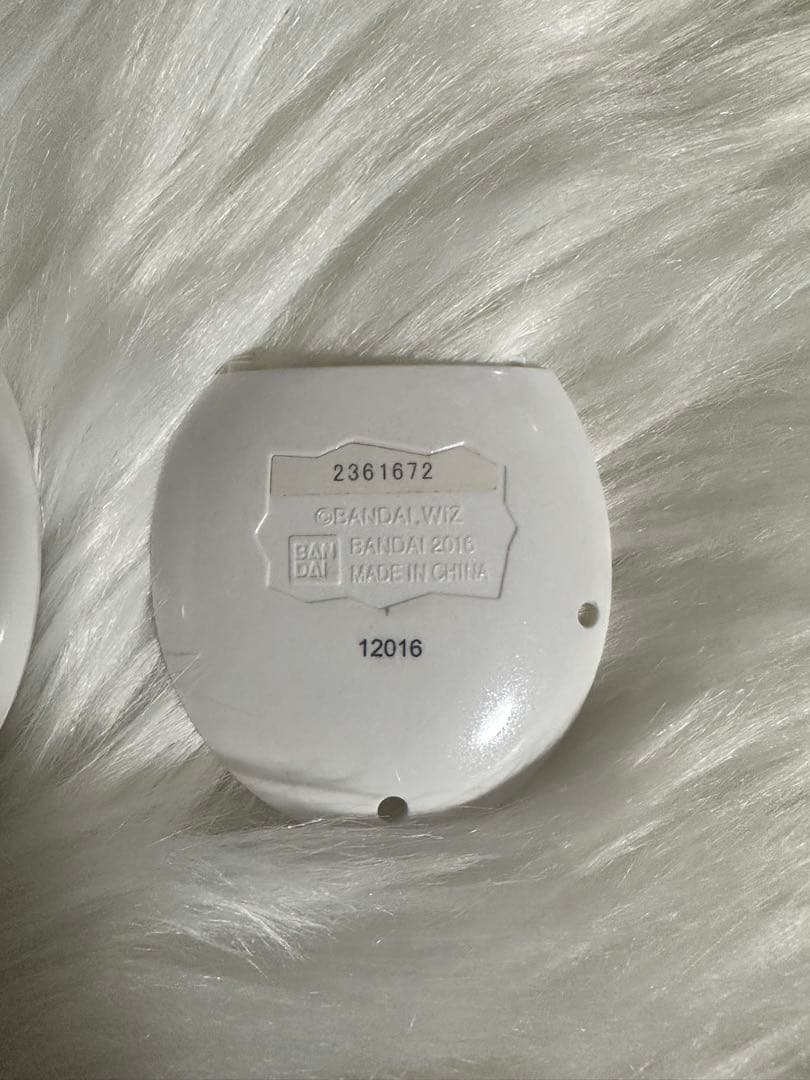 2361672
©BANDAI,WIZ
BAN
DAI
BANDAI 2016
MADE IN CHINA
12016